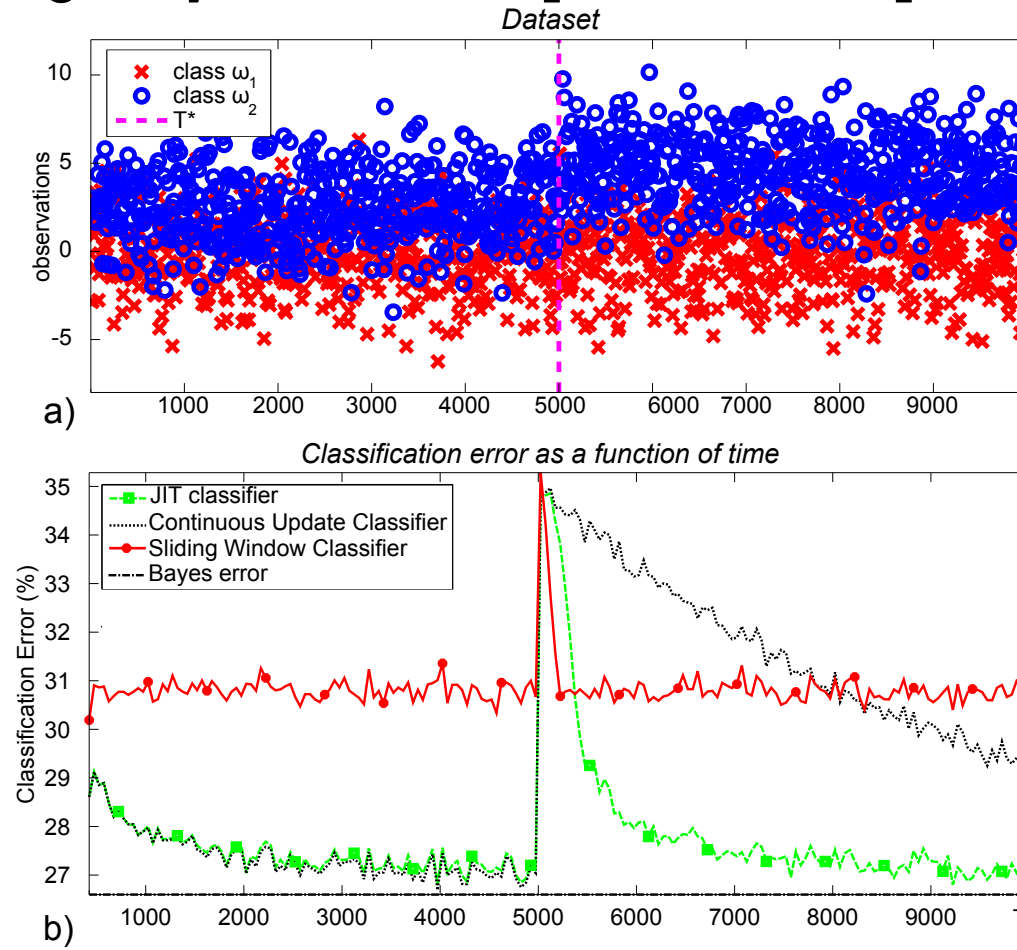 Dataset
10
5
0
-5
observations
class ω1
class ω2
T*
1000 2000 3000 4000 5000 6000 7000 8000 9000
a)
Classification error as a function of time
35
34
33
32
31
30
29
28
27
Classification Error (%)
JIT classifier
Continuous Update Classifier
Sliding Window Classifier
Bayes error
1000 2000 3000 4000 5000 6000 7000 8000 9000
b)